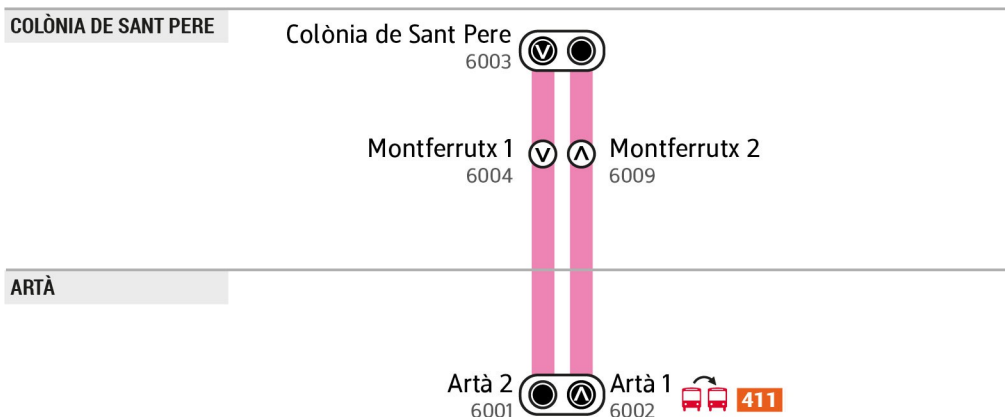 COLÒNIA DE SANT PERE
Colònia de Sant Pere
6003
Montferrutx 1
6004
Montferrutx 2
6009
ARTÀ
Artà 2
6001
Artà 1
6002
411